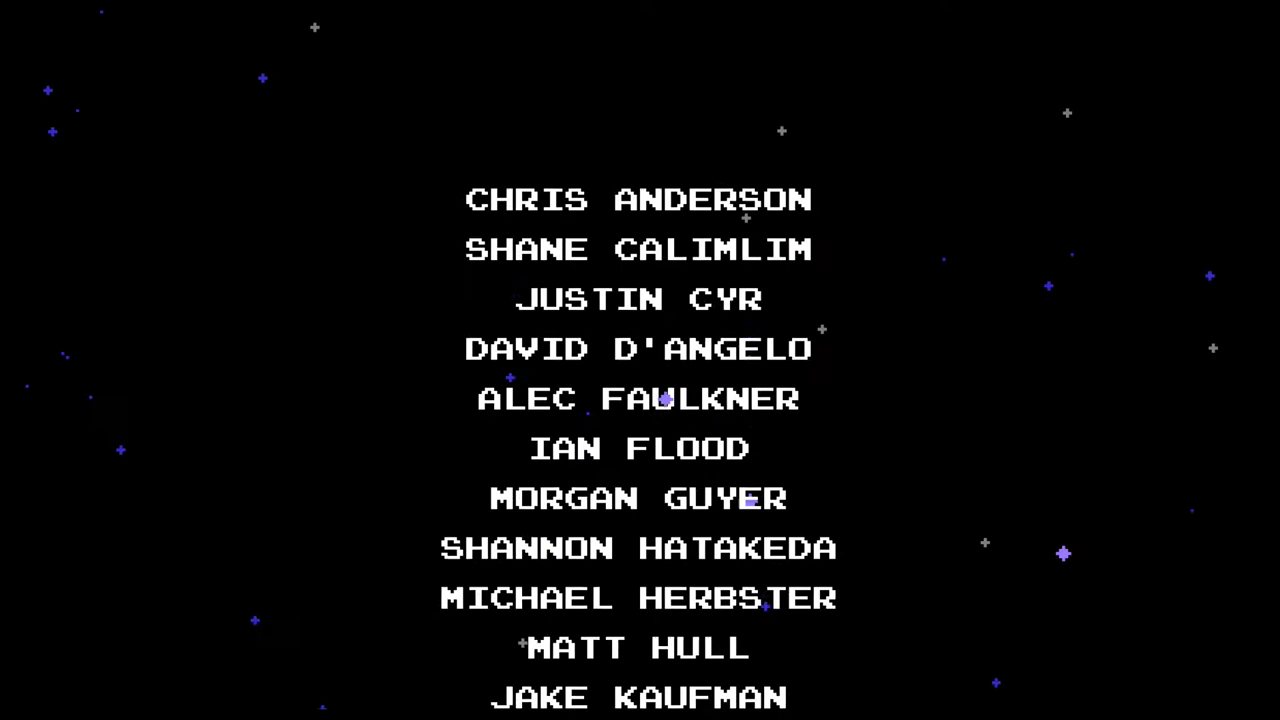 CHRIS ANDERSON
SHANE CALIMLIM
JUSTIN CYR
DAVID D'ANGELO
ALEC FAULKNER
IAN FLOOD
MORGAN GUYER
SHANNON HATAKEDA
MICHAEL HERBSTER
MATT HULL
JAKE KAUFMAN